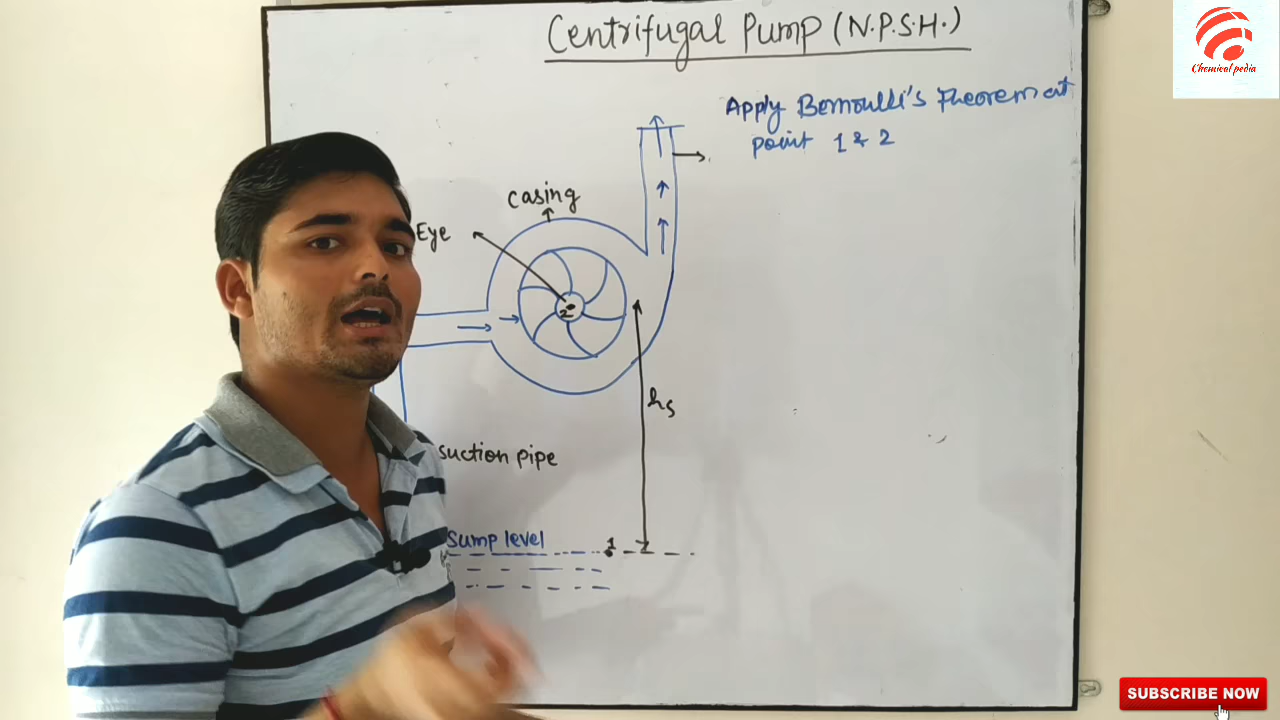 Centrifugal Pump (N.P.S.H.)
Chemical pedia
Apply Bernoulli's Theorem at
point 1 & 2
Casing
Eye
2
hs
suction pipe
Sump level
1
SUBSCRIBE NOW